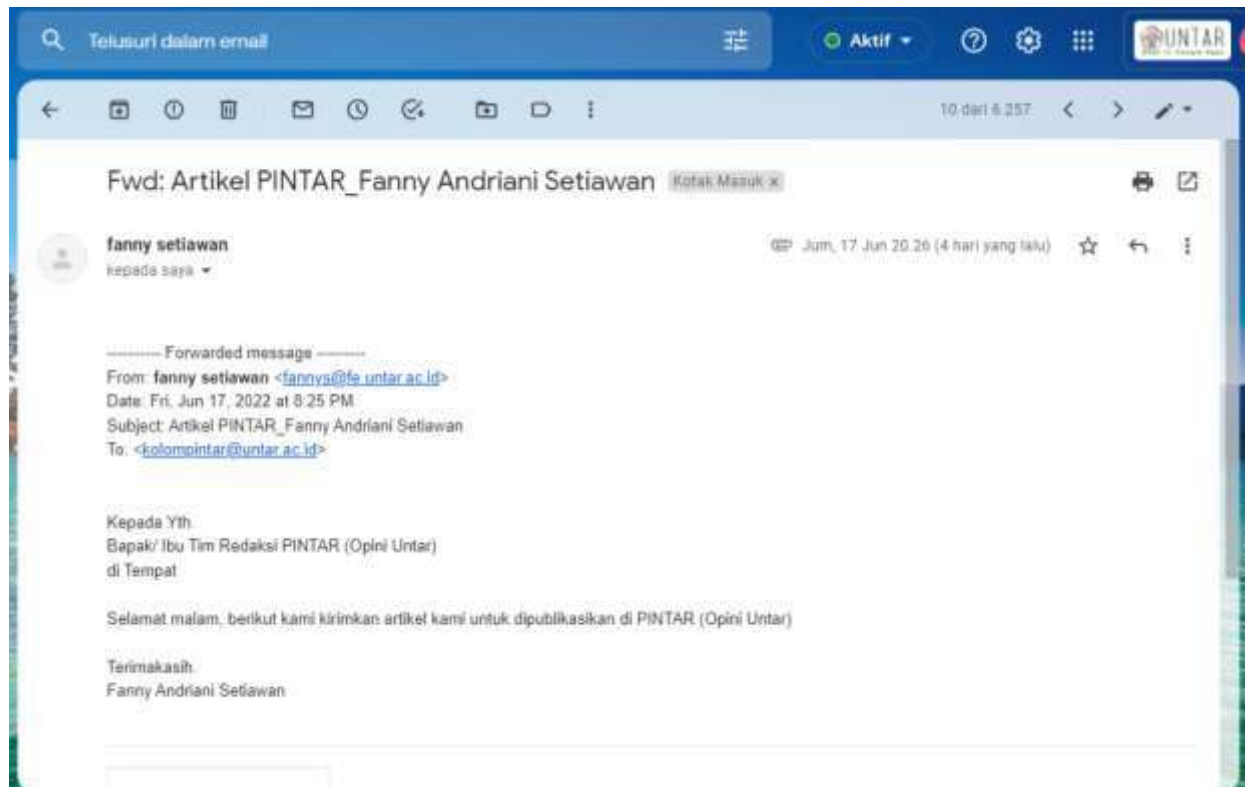 Telusuri dalam email
Aktif
UNTAR
10 dari 6.257
Fwd: Artikel PINTAR_Fanny Andriani Setiawan Kotak Masuk x
fanny setiawan
Jum, 17 Jun 20.26 (4 hari yang lalu)
kepada saya
---------- Forwarded message ---------
From: fanny setiawan <fannys@fe.untar.ac.id>
Date: Fri, Jun 17, 2022 at 8:25 PM
Subject: Artikel PINTAR_Fanny Andriani Setiawan
To: <kolompintar@untar.ac.id>
Kepada Yth.
Bapak/ Ibu Tim Redaksi PINTAR (Opini Untar)
di Tempat
Selamat malam, berikut kami kirimkan artikel kami untuk dipublikasikan di PINTAR (Opini Untar)
Terimakasih.
Fanny Andriani Setiawan